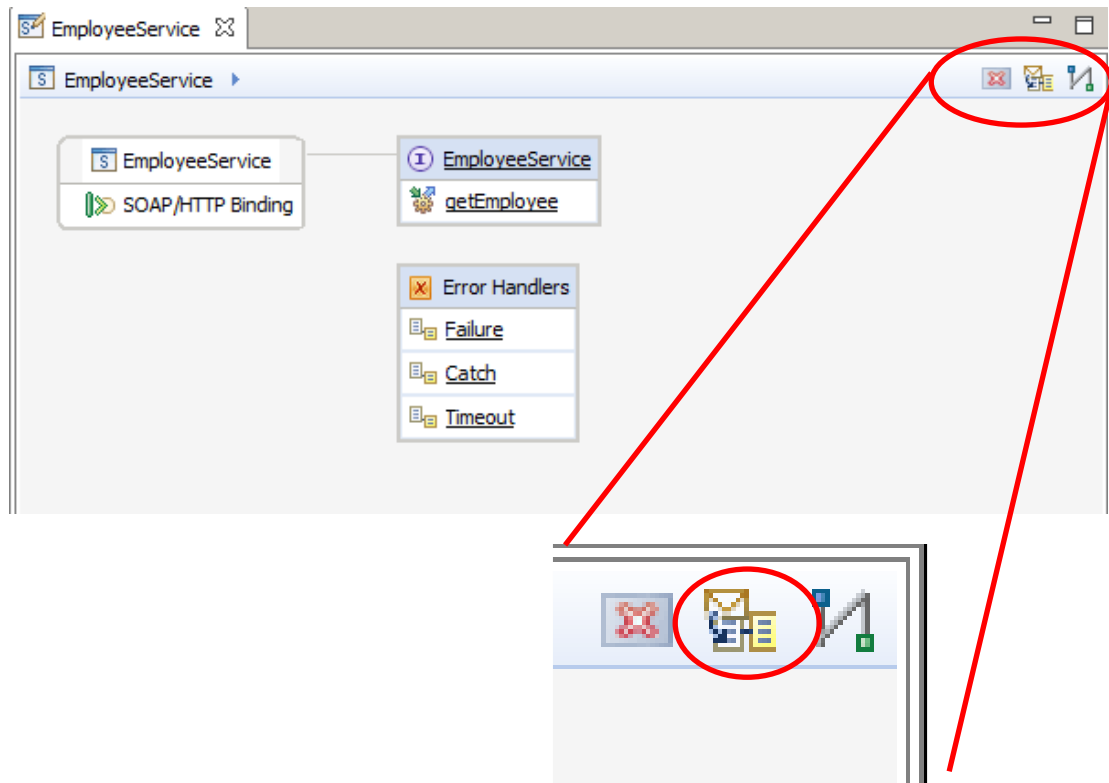 EmployeeService
EmployeeService
EmployeeService
SOAP/HTTP Binding
EmployeeService
getEmployee
Error Handlers
Failure
Catch
Timeout